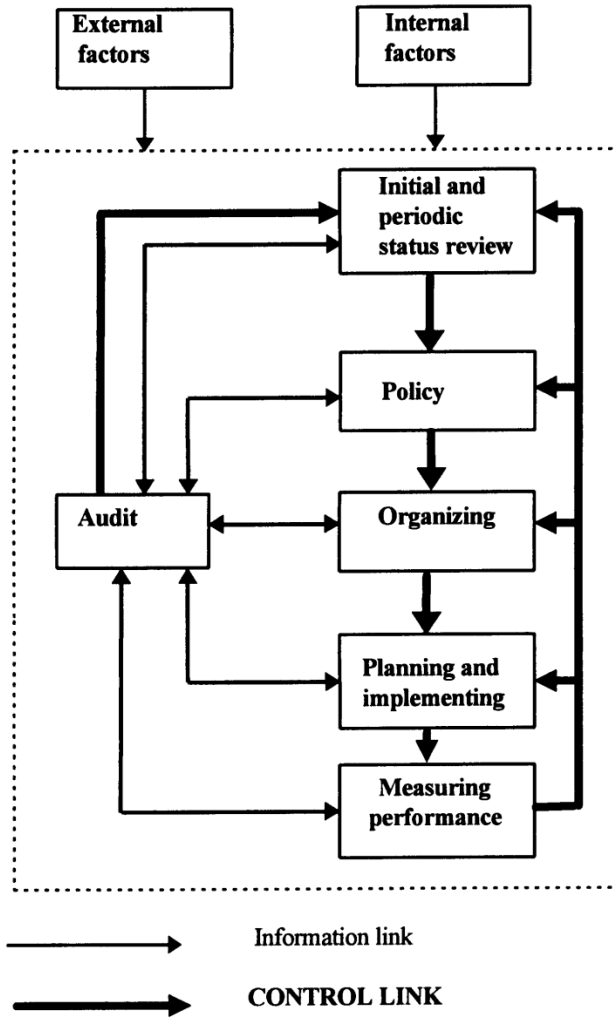 External
factors
Internal
factors
Initial and
periodic
status review
Policy
Audit
Organizing
Planning and
implementing
Measuring
performance
Information link
CONTROL LINK